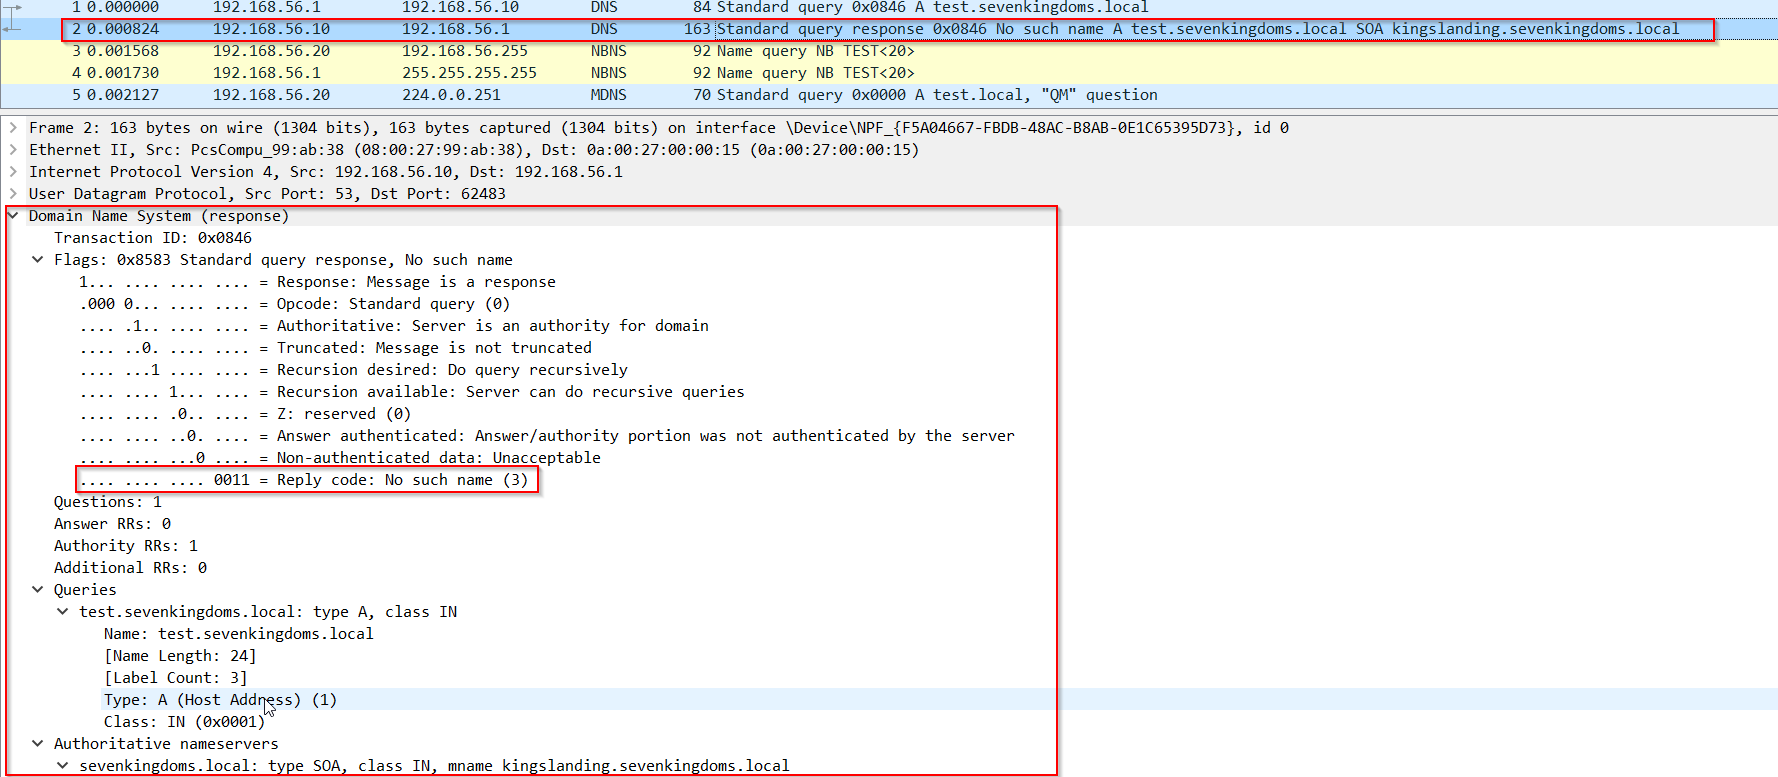 1 0.000000 192.168.56.1 192.168.56.10 DNS 84 Standard query 0x0846 A test.sevenkingdoms.local
2 0.000824 192.168.56.10 192.168.56.1 DNS 163 Standard query response 0x0846 No such name A test.sevenkingdoms.local SOA kingslanding.sevenkingdoms.local
3 0.001568 192.168.56.20 192.168.56.255 NBNS 92 Name query NB TEST<20>
4 0.001730 192.168.56.1 255.255.255.255 NBNS 92 Name query NB TEST<20>
5 0.002127 192.168.56.20 224.0.0.251 MDNS 70 Standard query 0x0000 A test.local, "QM" question
Frame 2: 163 bytes on wire (1304 bits), 163 bytes captured (1304 bits) on interface \Device\NPF_{F5A04667-FBDB-48AC-B8AB-0E1C65395D73}, id 0
Ethernet II, Src: PcsCompu_99:ab:38 (08:00:27:99:ab:38), Dst: 0a:00:27:00:00:15 (0a:00:27:00:00:15)
Internet Protocol Version 4, Src: 192.168.56.10, Dst: 192.168.56.1
User Datagram Protocol, Src Port: 53, Dst Port: 62483
Domain Name System (response)
Transaction ID: 0x0846
Flags: 0x8583 Standard query response, No such name
1... .... .... .... = Response: Message is a response
.000 0... .... .... = Opcode: Standard query (0)
.... .1.. .... .... = Authoritative: Server is an authority for domain
.... ..0. .... .... = Truncated: Message is not truncated
.... ...1 .... .... = Recursion desired: Do query recursively
.... .... 1... .... = Recursion available: Server can do recursive queries
.... .... .0.. .... = Z: reserved (0)
.... .... ..0. .... = Answer authenticated: Answer/authority portion was not authenticated by the server
.... .... ...0 .... = Non-authenticated data: Unacceptable
.... .... .... 0011 = Reply code: No such name (3)
Questions: 1
Answer RRs: 0
Authority RRs: 1
Additional RRs: 0
Queries
test.sevenkingdoms.local: type A, class IN
Name: test.sevenkingdoms.local
[Name Length: 24]
[Label Count: 3]
Type: A (Host Address) (1)
Class: IN (0x0001)
Authoritative nameservers
sevenkingdoms.local: type SOA, class IN, mname kingslanding.sevenkingdoms.local